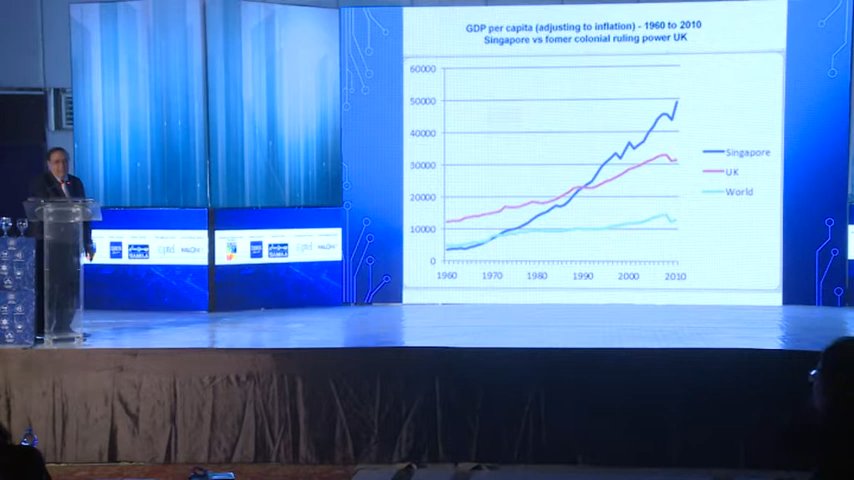 GDP per capita (adjusting to inflation) - 1960 to 2010
Singapore vs fomer colonial ruling power UK
60000
50000
40000
30000
20000
10000
0
1960 1970 1980 1990 2000 2010
Singapore
UK
World